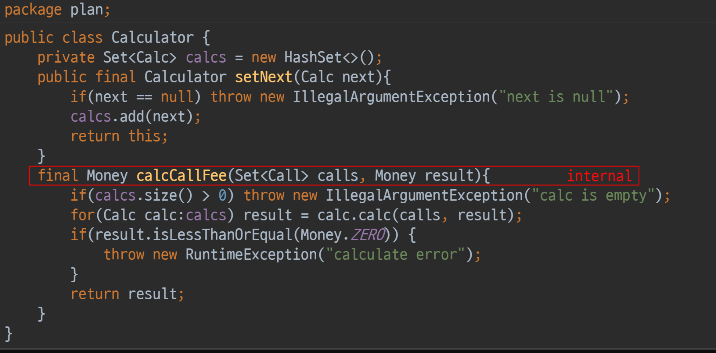 package plan;
public class Calculator {
    private Set<Calc> calcs = new HashSet<>();
    public final Calculator setNext(Calc next){
        if(next == null) throw new IllegalArgumentException("next is null");
        calcs.add(next);
        return this;
    }
    final Money calcCallFee(Set<Call> calls, Money result){ internal
        if(calcs.size() > 0) throw new IllegalArgumentException("calc is empty");
        for(Calc calc:calcs) result = calc.calc(calls, result);
        if(result.isLessThanOrEqual(Money.ZERO)) {
            throw new RuntimeException("calculate error");
        }
        return result;
    }
}